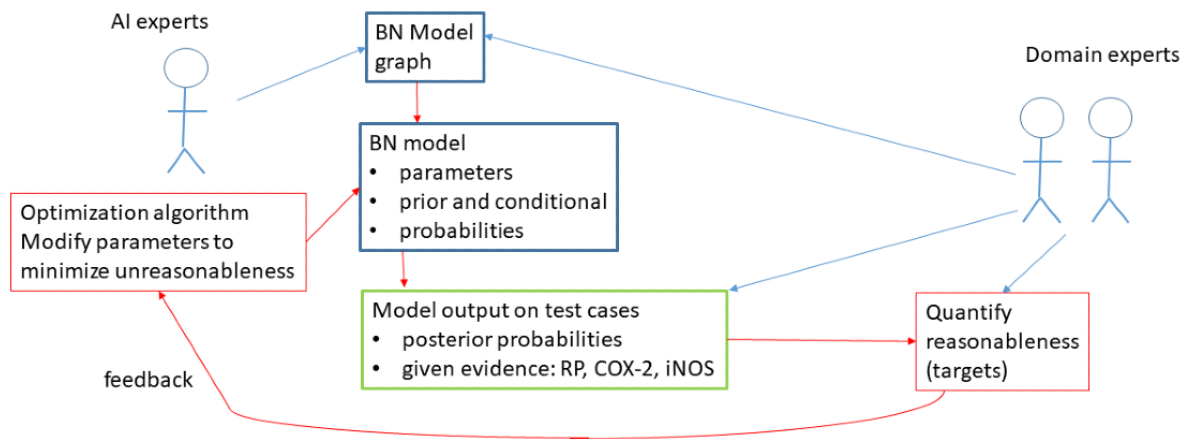 AI experts
BN Model
graph
Domain experts
BN model
• parameters
• prior and conditional
• probabilities
Optimization algorithm
Modify parameters to
minimize unreasonableness
Model output on test cases
• posterior probabilities
• given evidence: RP, COX-2, iNOS
Quantify
reasonableness
(targets)
feedback